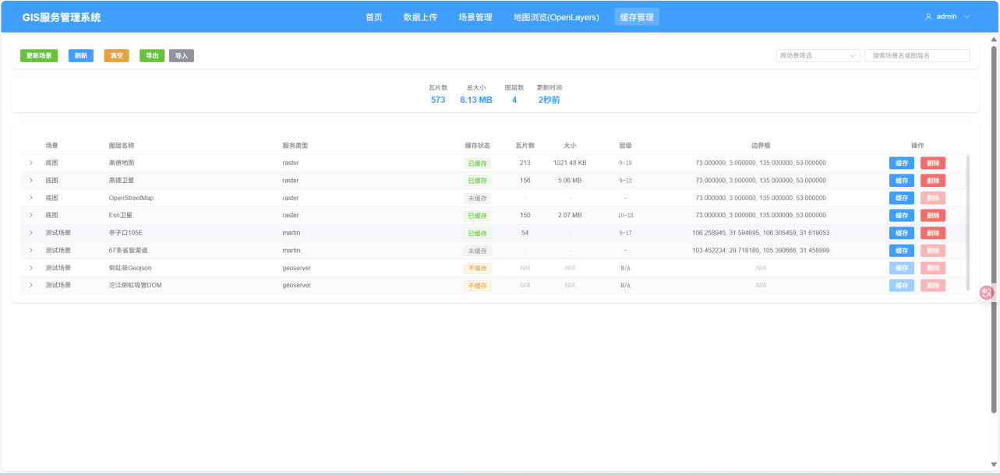 GIS服务管理系统 首页 数据上传 场景管理 地图浏览(OpenLayers) 缓存管理 admin
更新场景 刷新 清空 导出 导入 按场景筛选 搜索场景名或图层名
瓦片数 总大小 图层数 更新时间
573 8.13 MB 4 2秒前
场景 图层名称 服务类型 缓存状态 瓦片数 大小 层级 边界框 操作
底图 高德地图 raster 已缓存 213 1021.48 KB 9-18 73.000000, 3.000000, 135.000000, 53.000000 缓存 删除
底图 高德卫星 raster 已缓存 156 5.06 MB 9-13 73.000000, 3.000000, 135.000000, 53.000000 缓存 删除
底图 OpenStreetMap raster 未缓存 - - - 73.000000, 3.000000, 135.000000, 53.000000 缓存 删除
底图 Esri卫星 raster 已缓存 150 2.07 MB 10-18 73.000000, 3.000000, 135.000000, 53.000000 缓存 删除
测试场景 亭子口105E martin 已缓存 54 - 9-17 106.258945, 31.594695, 106.305459, 31.619053 缓存 删除
测试场景 67条省管渠道 martin 未缓存 - - - 103.452234, 29.718180, 105.390666, 31.458999 缓存 删除
测试场景 倒虹吸Geojson geoserver 不缓存 N/A N/A N/A N/A 缓存 删除
测试场景 沱江倒虹吸管DOM geoserver 不缓存 N/A N/A N/A N/A 缓存 删除